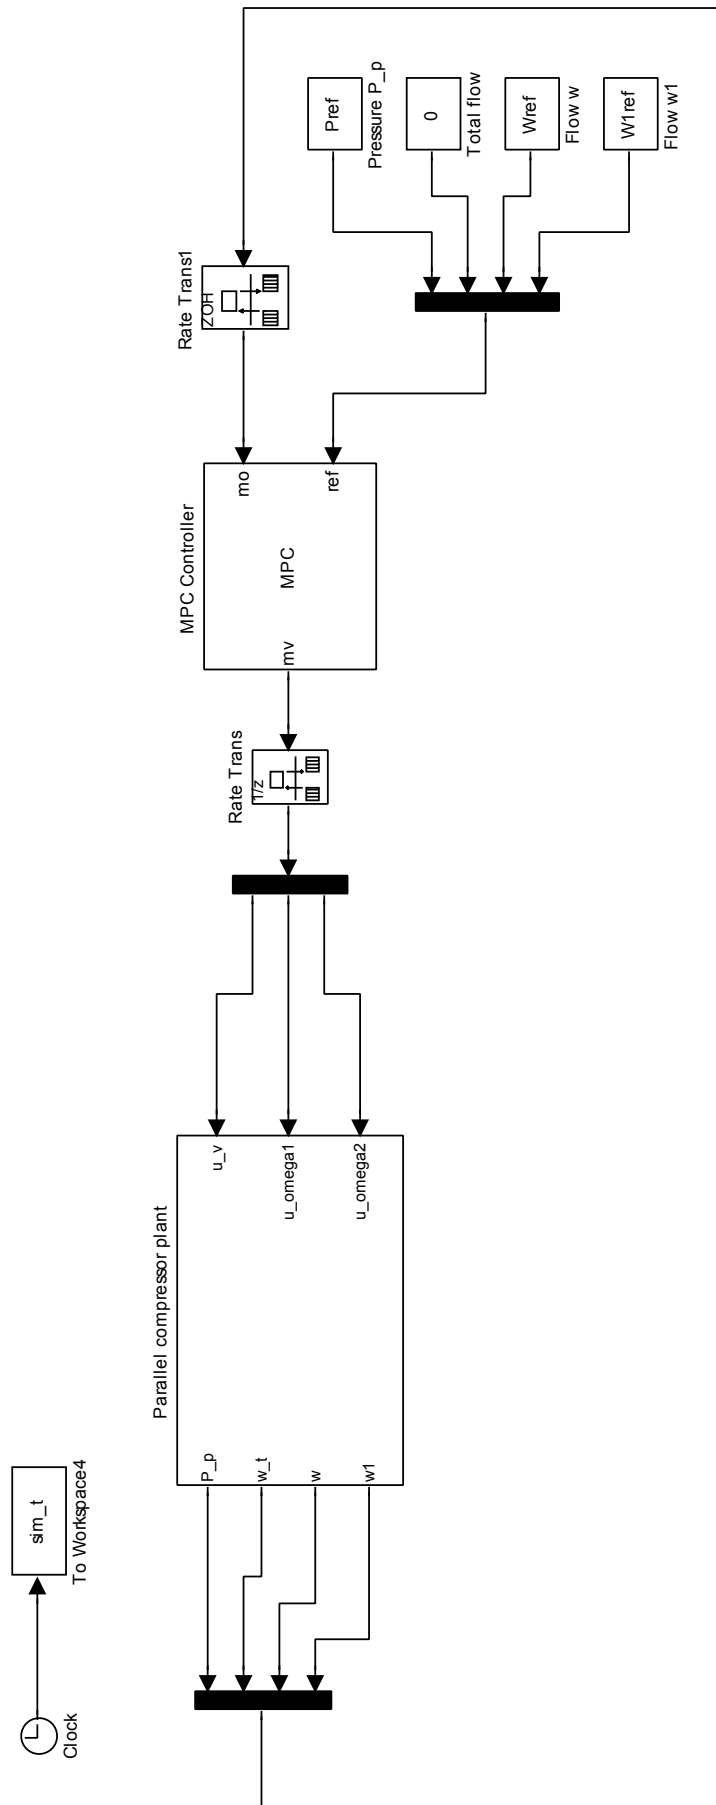 Clock
sim_t
To Workspace4
Parallel compressor plant
P_p
w_t
w
w1
u_v
u_omega1
u_omega2
Rate Trans
1/z
MPC Controller
mv
MPC
mo
ref
Rate Trans1
ZOH
Pref
Pressure P_p
0
Total flow
Wref
Flow w
W1ref
Flow w1